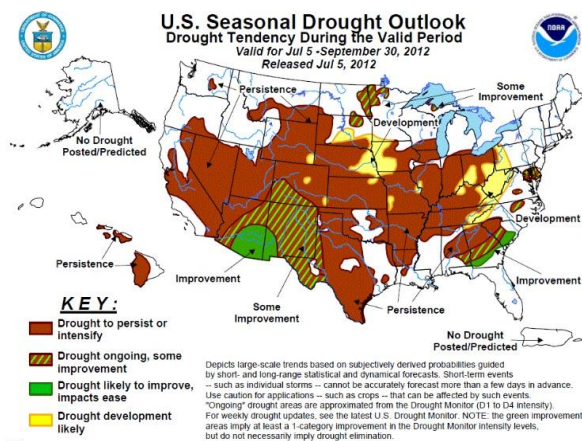 U.S. Seasonal Drought Outlook
Drought Tendency During the Valid Period
Valid for Jul 5 -September 30, 2012
Released Jul 5, 2012
NOAA
Persistence
Some
Improvement
Development
No Drought
Posted/Predicted
Development
Persistence
Improvement
Improvement
Some
Improvement
Persistence
No Drought
Posted/Predicted
KEY:
Drought to persist or
intensify
Drought ongoing, some
improvement
Drought likely to improve,
impacts ease
Drought development
likely
Depicts large-scale trends based on subjectively derived probabilities guided
by short- and long-range statistical and dynamical forecasts. Short-term events
-- such as individual storms -- cannot be accurately forecast more than a few days in advance.
Use caution for applications -- such as crops -- that can be affected by such events.
"Ongoing" drought areas are approximated from the Drought Monitor (D1 to D4 intensity).
For weekly drought updates, see the latest U.S. Drought Monitor. NOTE: the green improvement
areas imply at least a 1-category improvement in the Drought Monitor intensity levels,
but do not necessarily imply drought elimination.